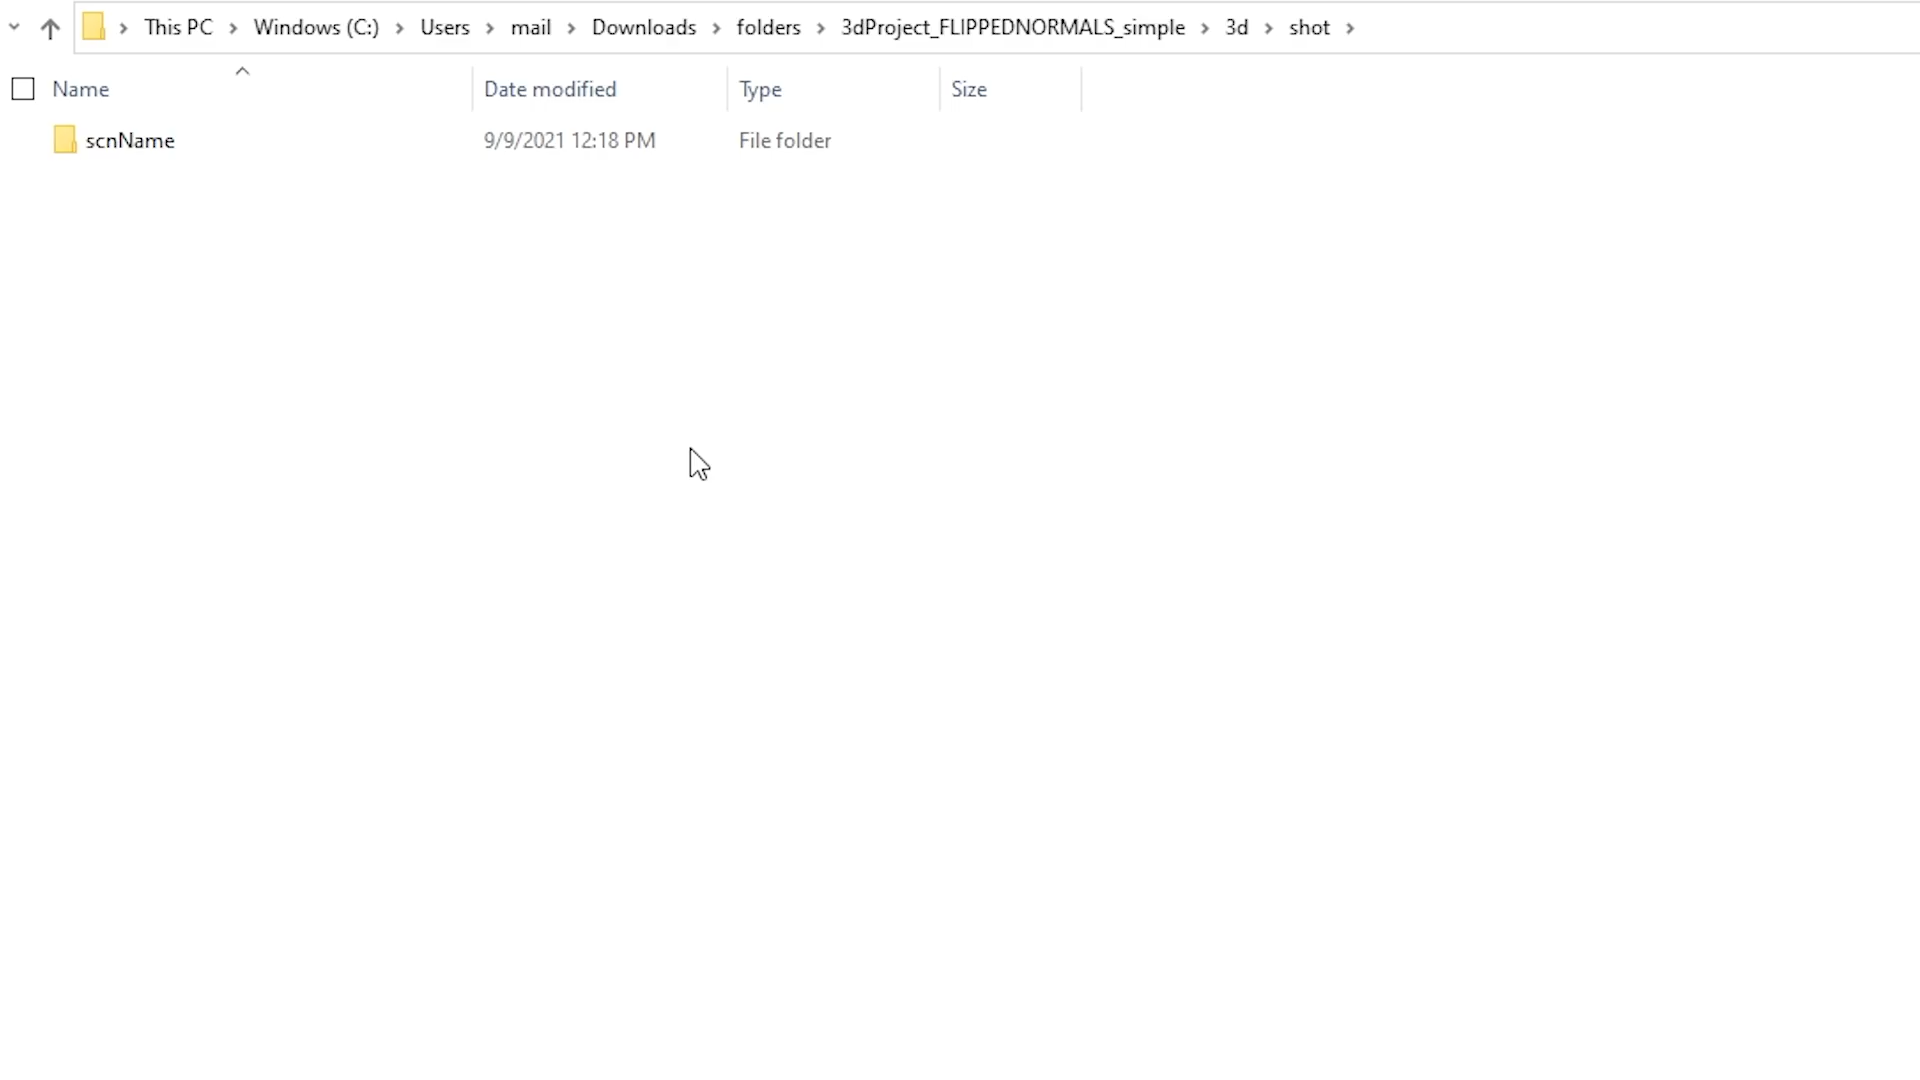 This PC > Windows (C:) > Users > mail > Downloads > folders > 3dProject_FLIPPEDNORMALS_simple > 3d > shot >
Name Date modified Type Size
scnName 9/9/2021 12:18 PM File folder